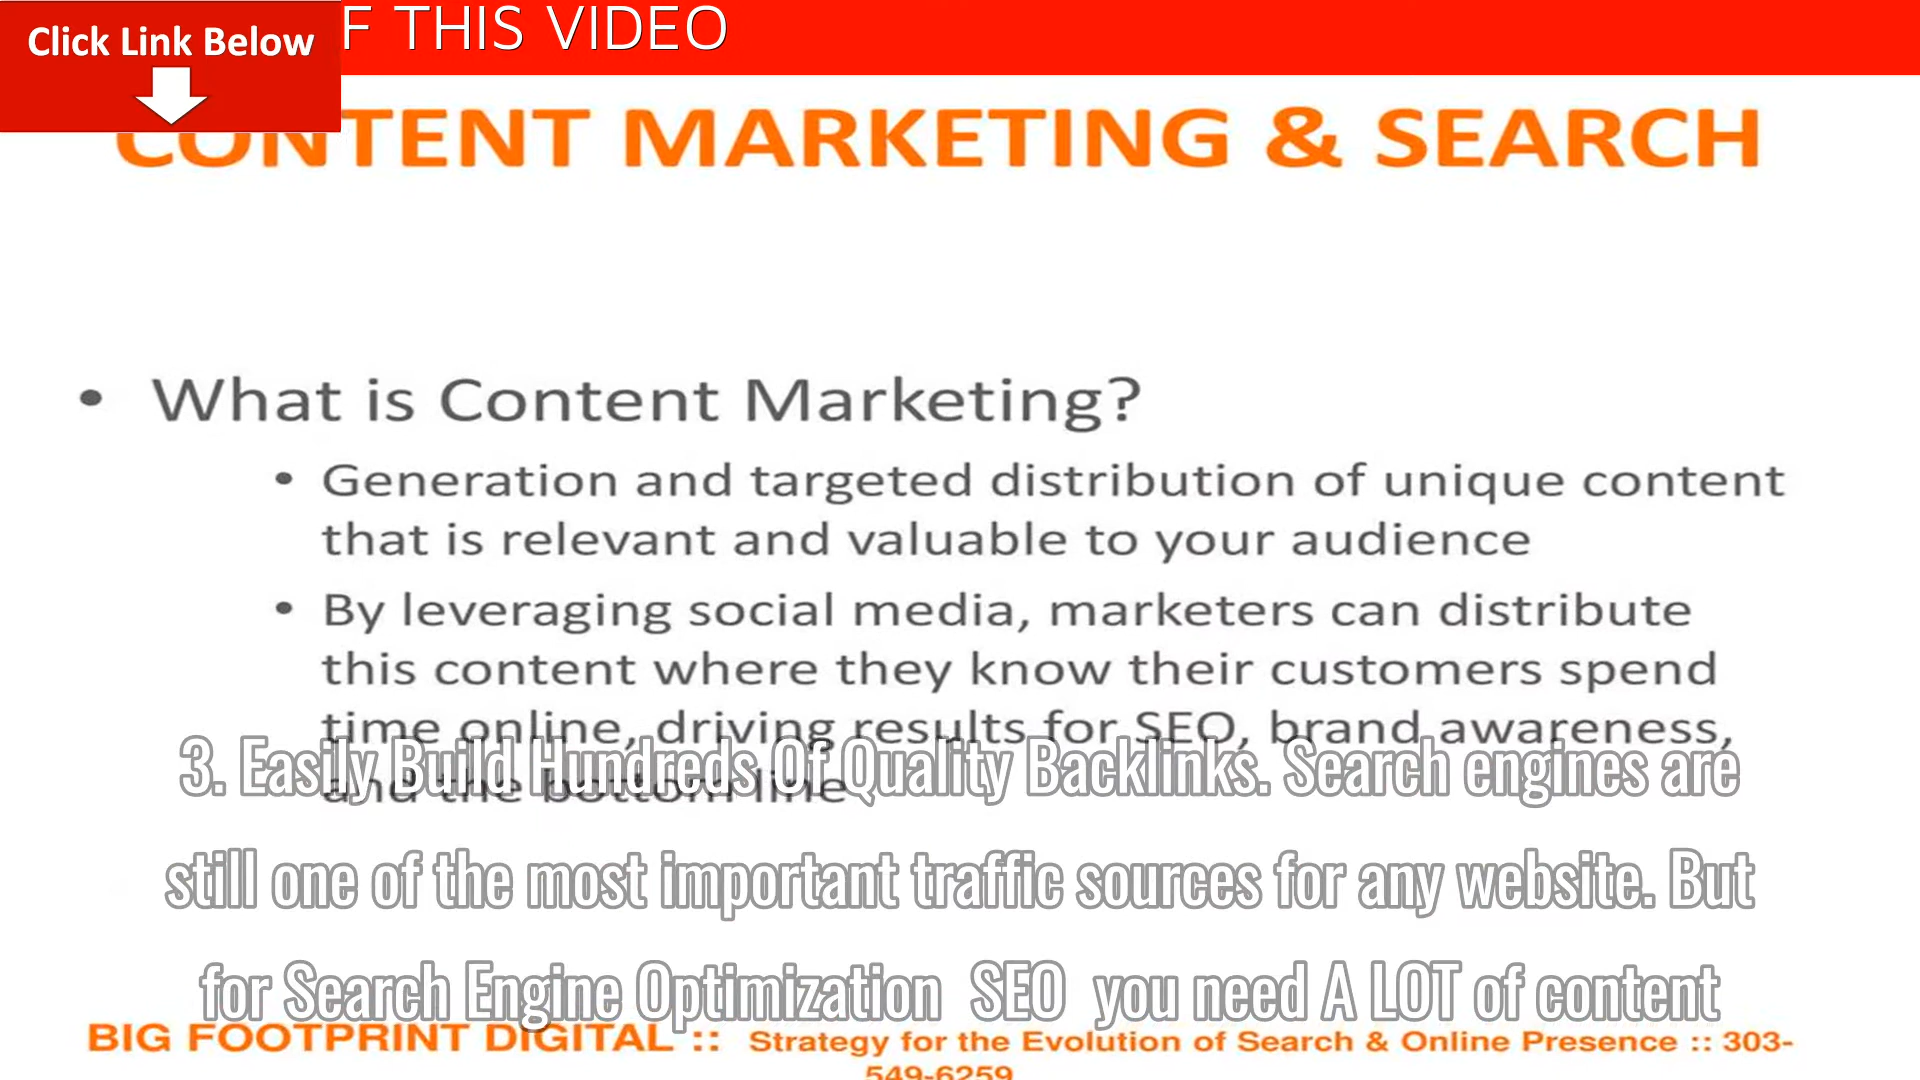 Click Link Below
F THIS VIDEO
CONTENT MARKETING & SEARCH
• What is Content Marketing?
• Generation and targeted distribution of unique content
that is relevant and valuable to your audience
• By leveraging social media, marketers can distribute
this content where they know their customers spend
time online, driving results for SEO, brand awareness,
and the bottom line
3. Easily Build Hundreds Of Quality Backlinks. Search engines are
still one of the most important traffic sources for any website. But
for Search Engine Optimization SEO you need A LOT of content
BIG FOOTPRINT DIGITAL :: Strategy for the Evolution of Search & Online Presence :: 303-
549-6259